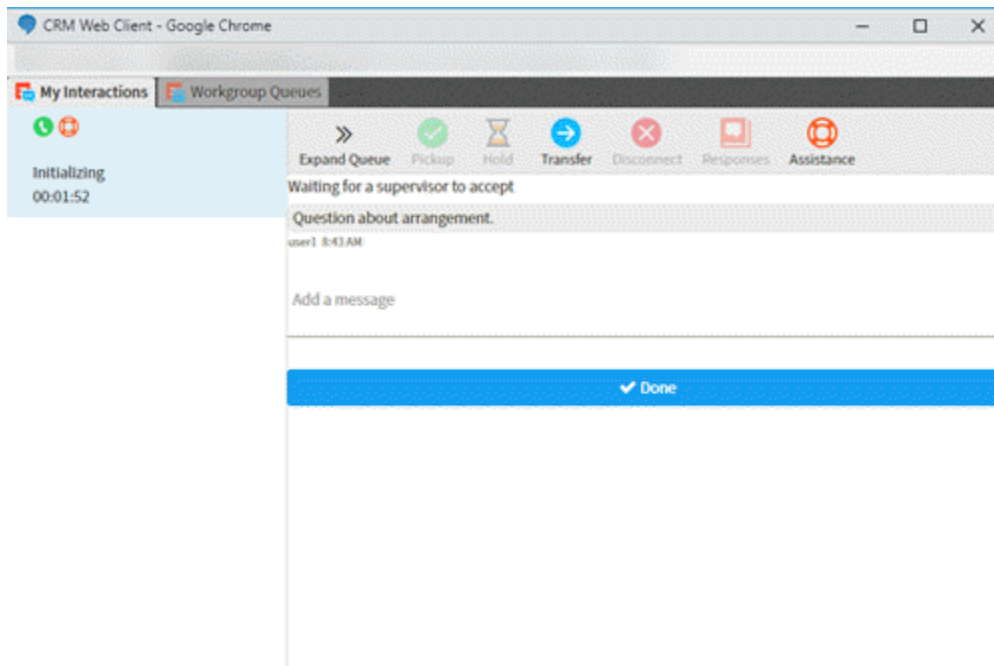 CRM Web Client - Google Chrome
My Interactions Workgroup Queues
Expand Queue Pickup Hold Transfer Disconnect Responses Assistance
Initializing
00:01:52
Waiting for a supervisor to accept
Question about arrangement.
user1 8:43 AM
Add a message
Done